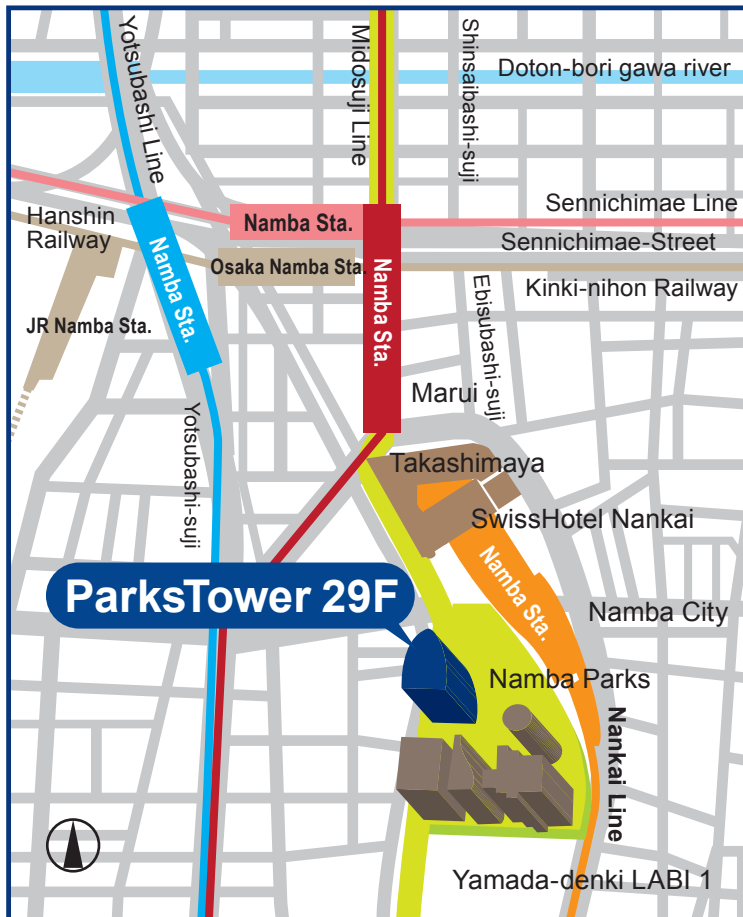 Yotsubashi Line
Midosuji Line
Shinsaibashi-suji
Doton-bori gawa river
Sennichimae Line
Namba Sta.
Hanshin
Railway
Sennichimae-Street
Osaka Namba Sta.
Namba Sta.
Namba Sta.
Kinki-nihon Railway
JR Namba Sta.
Ebisubashi-suji
Marui
Yotsubashi-suji
Takashimaya
SwissHotel Nankai
Namba Sta.
ParksTower 29F
Namba City
Namba Parks
Nankai Line
Yamada-denki LABI 1